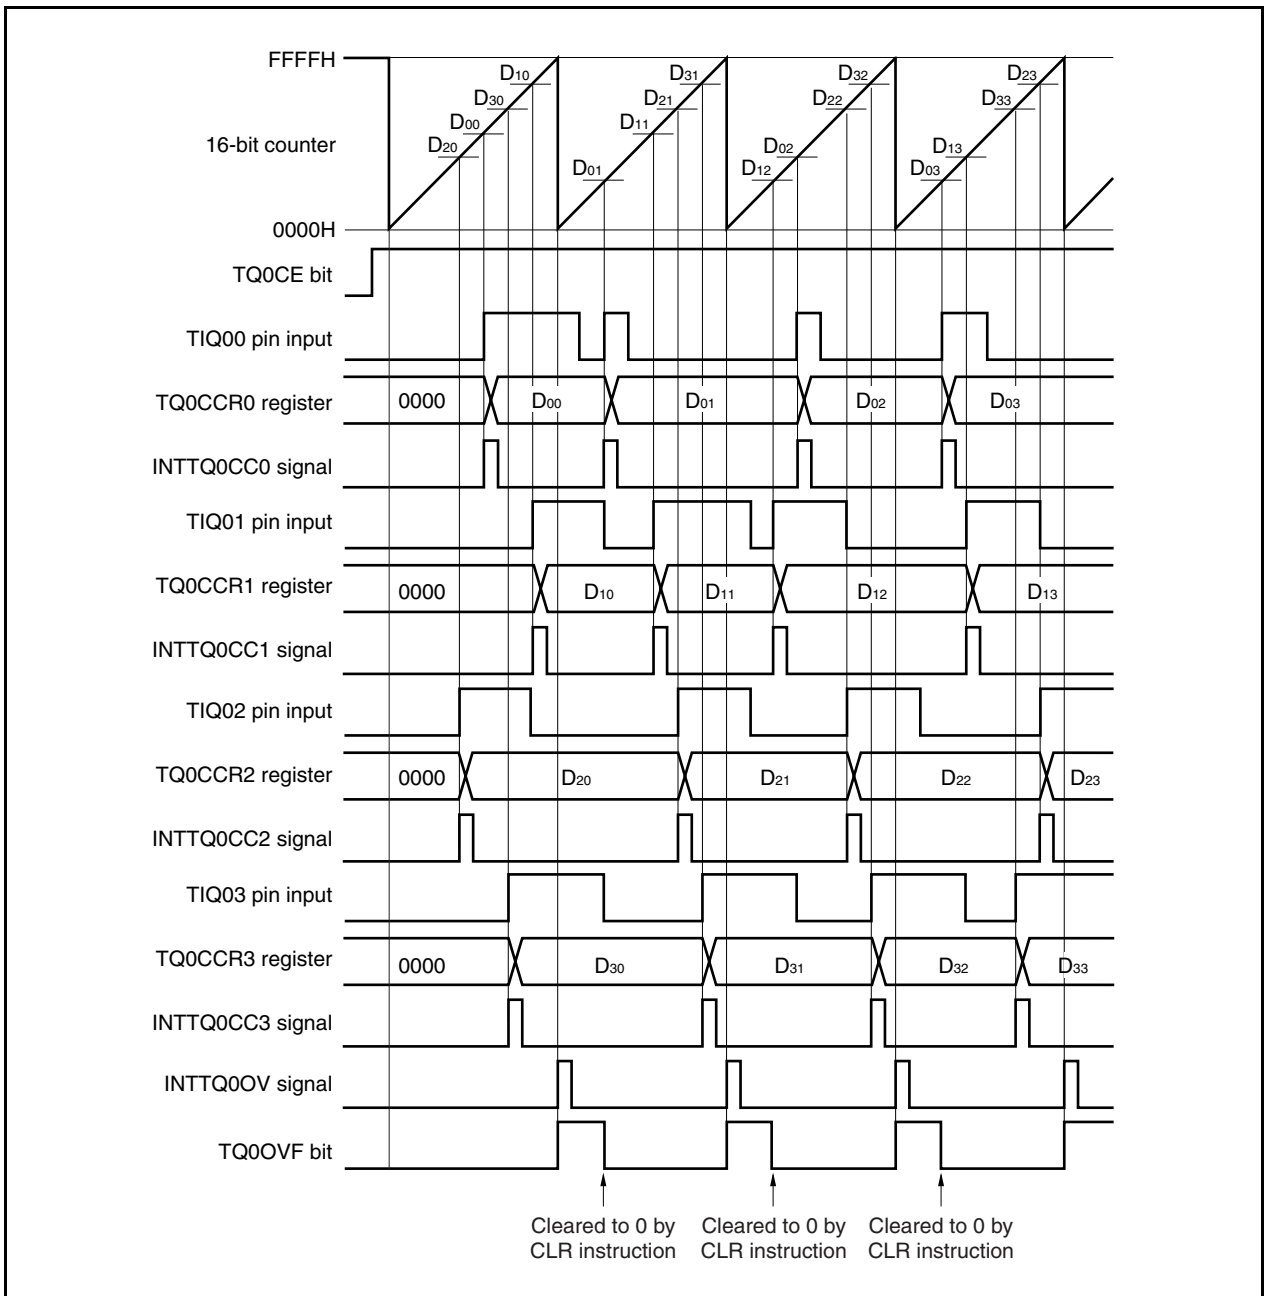 FFFFH
D10
D31
D32
D23
D30
D21
D22
D33
D00
D11
16-bit counter
D20
D02
D13
D01
D12
D03
0000H
TQ0CE bit
TIQ00 pin input
TQ0CCR0 register
0000 D00 D01 D02 D03
INTTQ0CC0 signal
TIQ01 pin input
TQ0CCR1 register
0000 D10 D11 D12 D13
INTTQ0CC1 signal
TIQ02 pin input
TQ0CCR2 register
0000 D20 D21 D22 D23
INTTQ0CC2 signal
TIQ03 pin input
TQ0CCR3 register
0000 D30 D31 D32 D33
INTTQ0CC3 signal
INTTQ0OV signal
TQ0OVF bit
Cleared to 0 by
CLR instruction
Cleared to 0 by
CLR instruction
Cleared to 0 by
CLR instruction